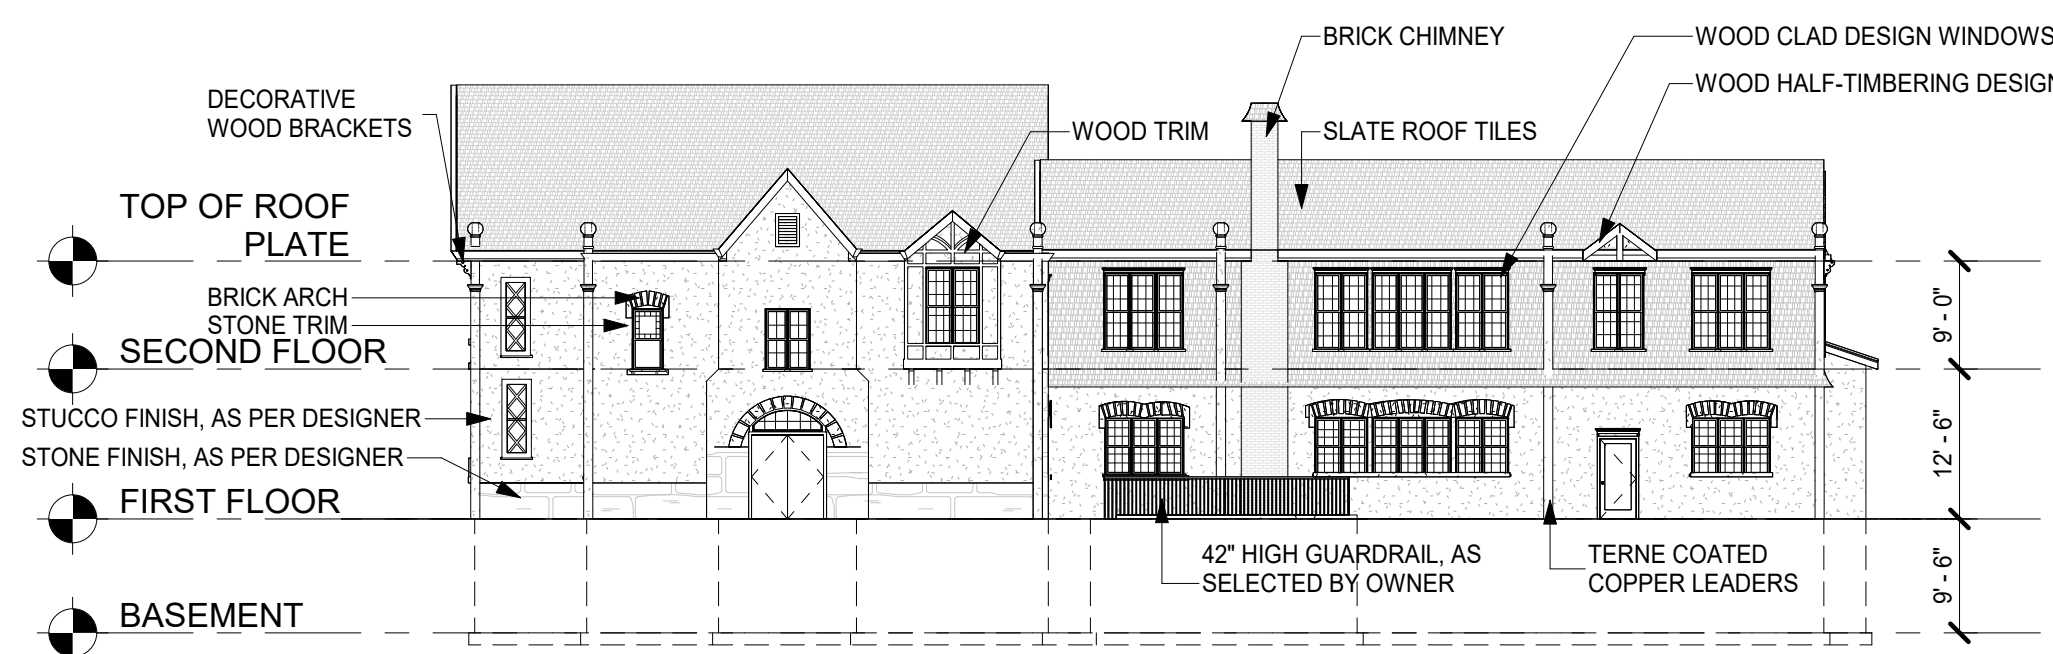 BRICK CHIMNEY
WOOD CLAD DESIGN WINDOWS
WOOD HALF-TIMBERING DESIGN
DECORATIVE
WOOD BRACKETS
WOOD TRIM
SLATE ROOF TILES
TOP OF ROOF
PLATE
BRICK ARCH
STONE TRIM
SECOND FLOOR
9' - 0"
STUCCO FINISH, AS PER DESIGNER
STONE FINISH, AS PER DESIGNER
12' - 6"
FIRST FLOOR
42" HIGH GUARDRAIL, AS
SELECTED BY OWNER
TERNE COATED
COPPER LEADERS
9' - 6"
BASEMENT